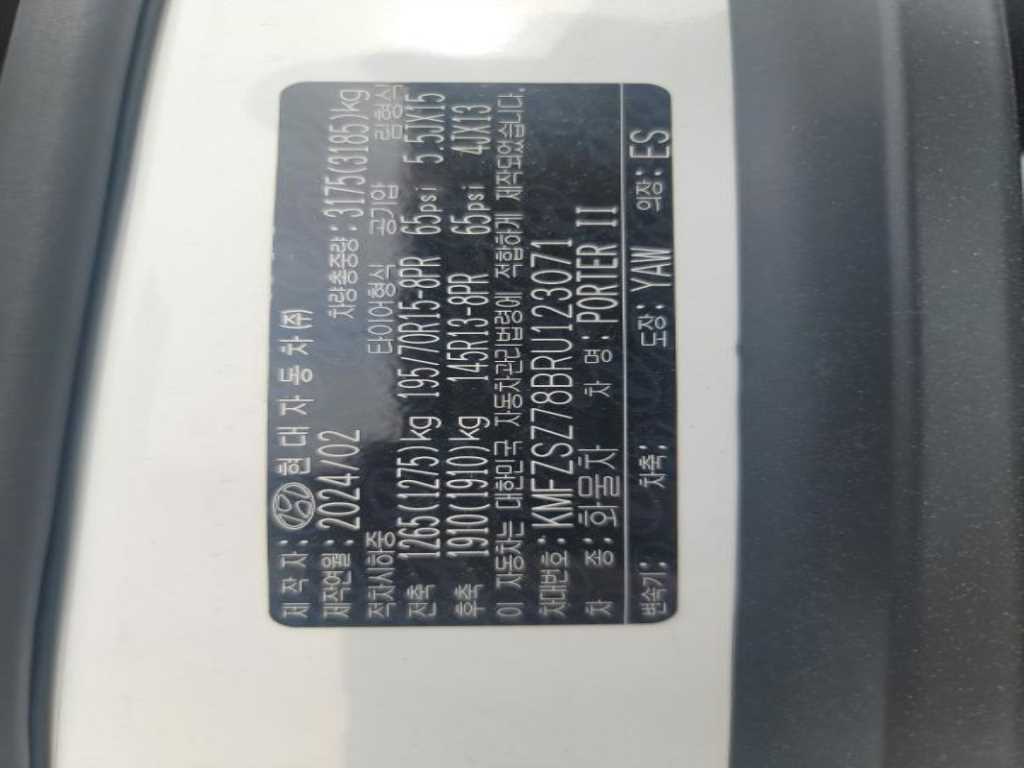 제 작 자 : 현 대 자 동 차 (주)
제작연월 : 2024/02 차량총중량 : 3175(3185)kg
적차시하중 타이어형식 공기압 림형식
전축 1265(1275)kg 195/70R15-8PR 65psi 5.5JX15
후축 1910(1910)kg 145R13-8PR 65psi 4JX13
이 자동차는 대한민국 자동차관리법령에 적합하게 제작되었습니다.
차대번호 : KMFZSZ78BRU123071
차 종 : 화물차 차 명 : PORTER II
변속기 : 차축 : 도장 : YAW 의장 : ES